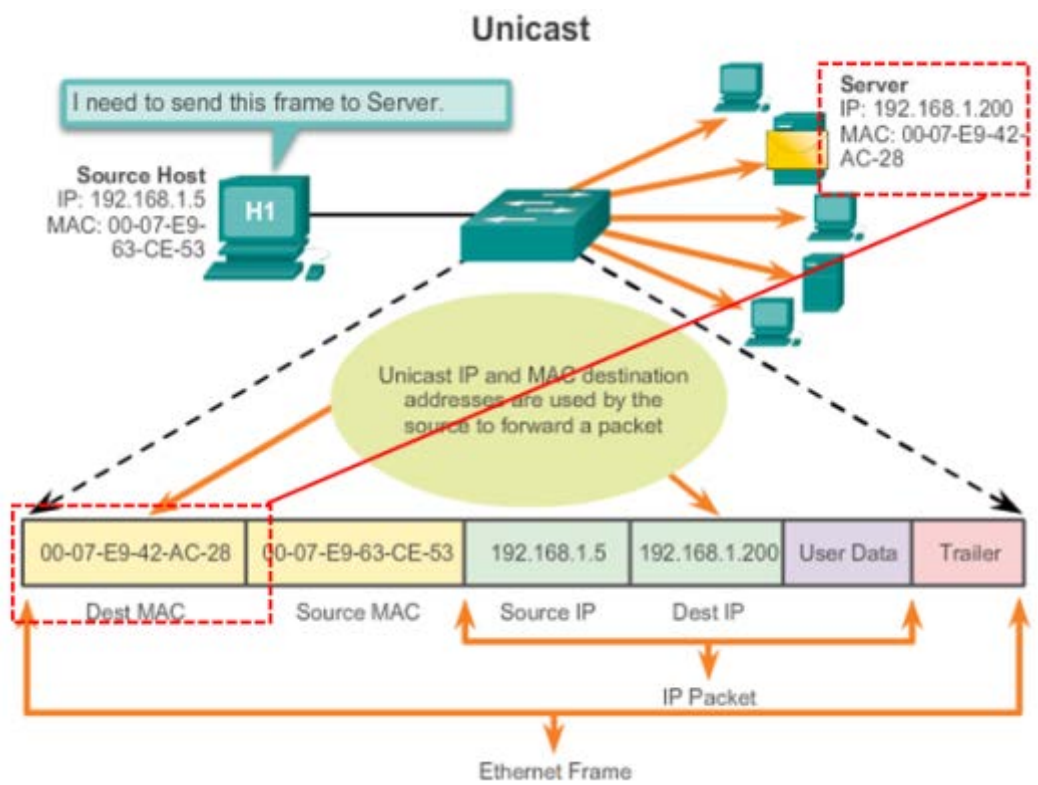 Unicast
I need to send this frame to Server.
Server
IP: 192.168.1.200
MAC: 00-07-E9-42-
AC-28
Source Host
IP: 192.168.1.5
MAC: 00-07-E9-
63-CE-53
H1
Unicast IP and MAC destination
addresses are used by the
source to forward a packet
00-07-E9-42-AC-28 00-07-E9-63-CE-53 192.168.1.5 192.168.1.200 User Data Trailer
Dest MAC Source MAC Source IP Dest IP
IP Packet
Ethernet Frame